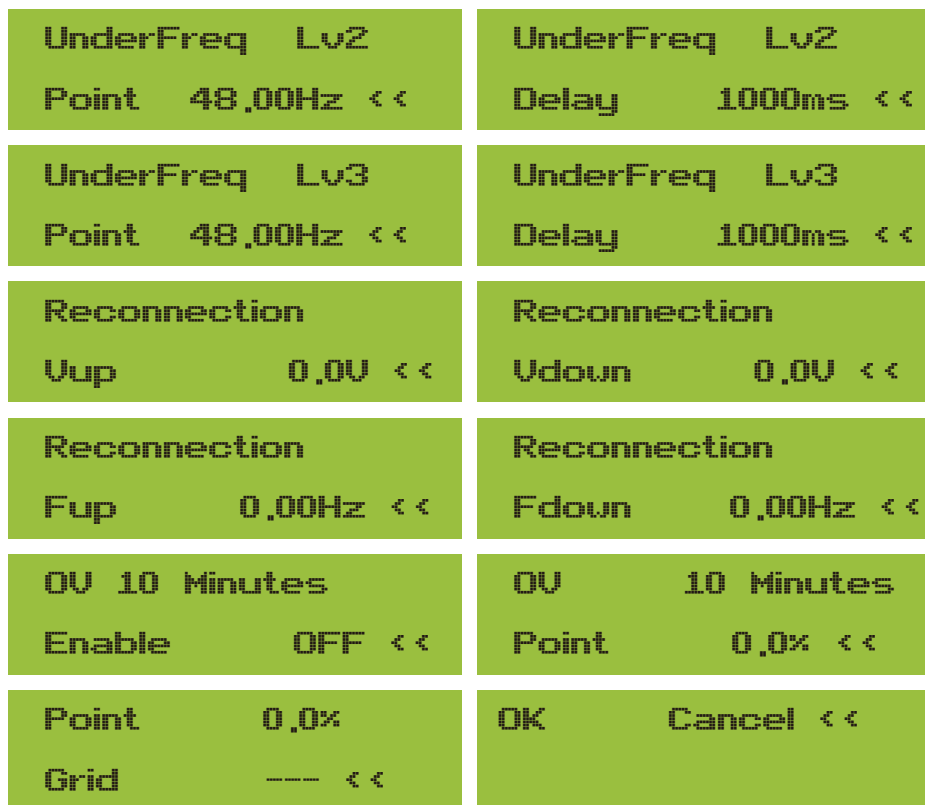 UnderFreq Lv2
Point 48.00Hz <<
UnderFreq Lv2
Delay 1000ms <<
UnderFreq Lv3
Point 48.00Hz <<
UnderFreq Lv3
Delay 1000ms <<
Reconnection
Vup 0.0V <<
Reconnection
Vdown 0.0V <<
Reconnection
Fup 0.00Hz <<
Reconnection
Fdown 0.00Hz <<
OV 10 Minutes
Enable OFF <<
OV 10 Minutes
Point 0.0% <<
Point 0.0%
Grid --- <<
OK Cancel <<